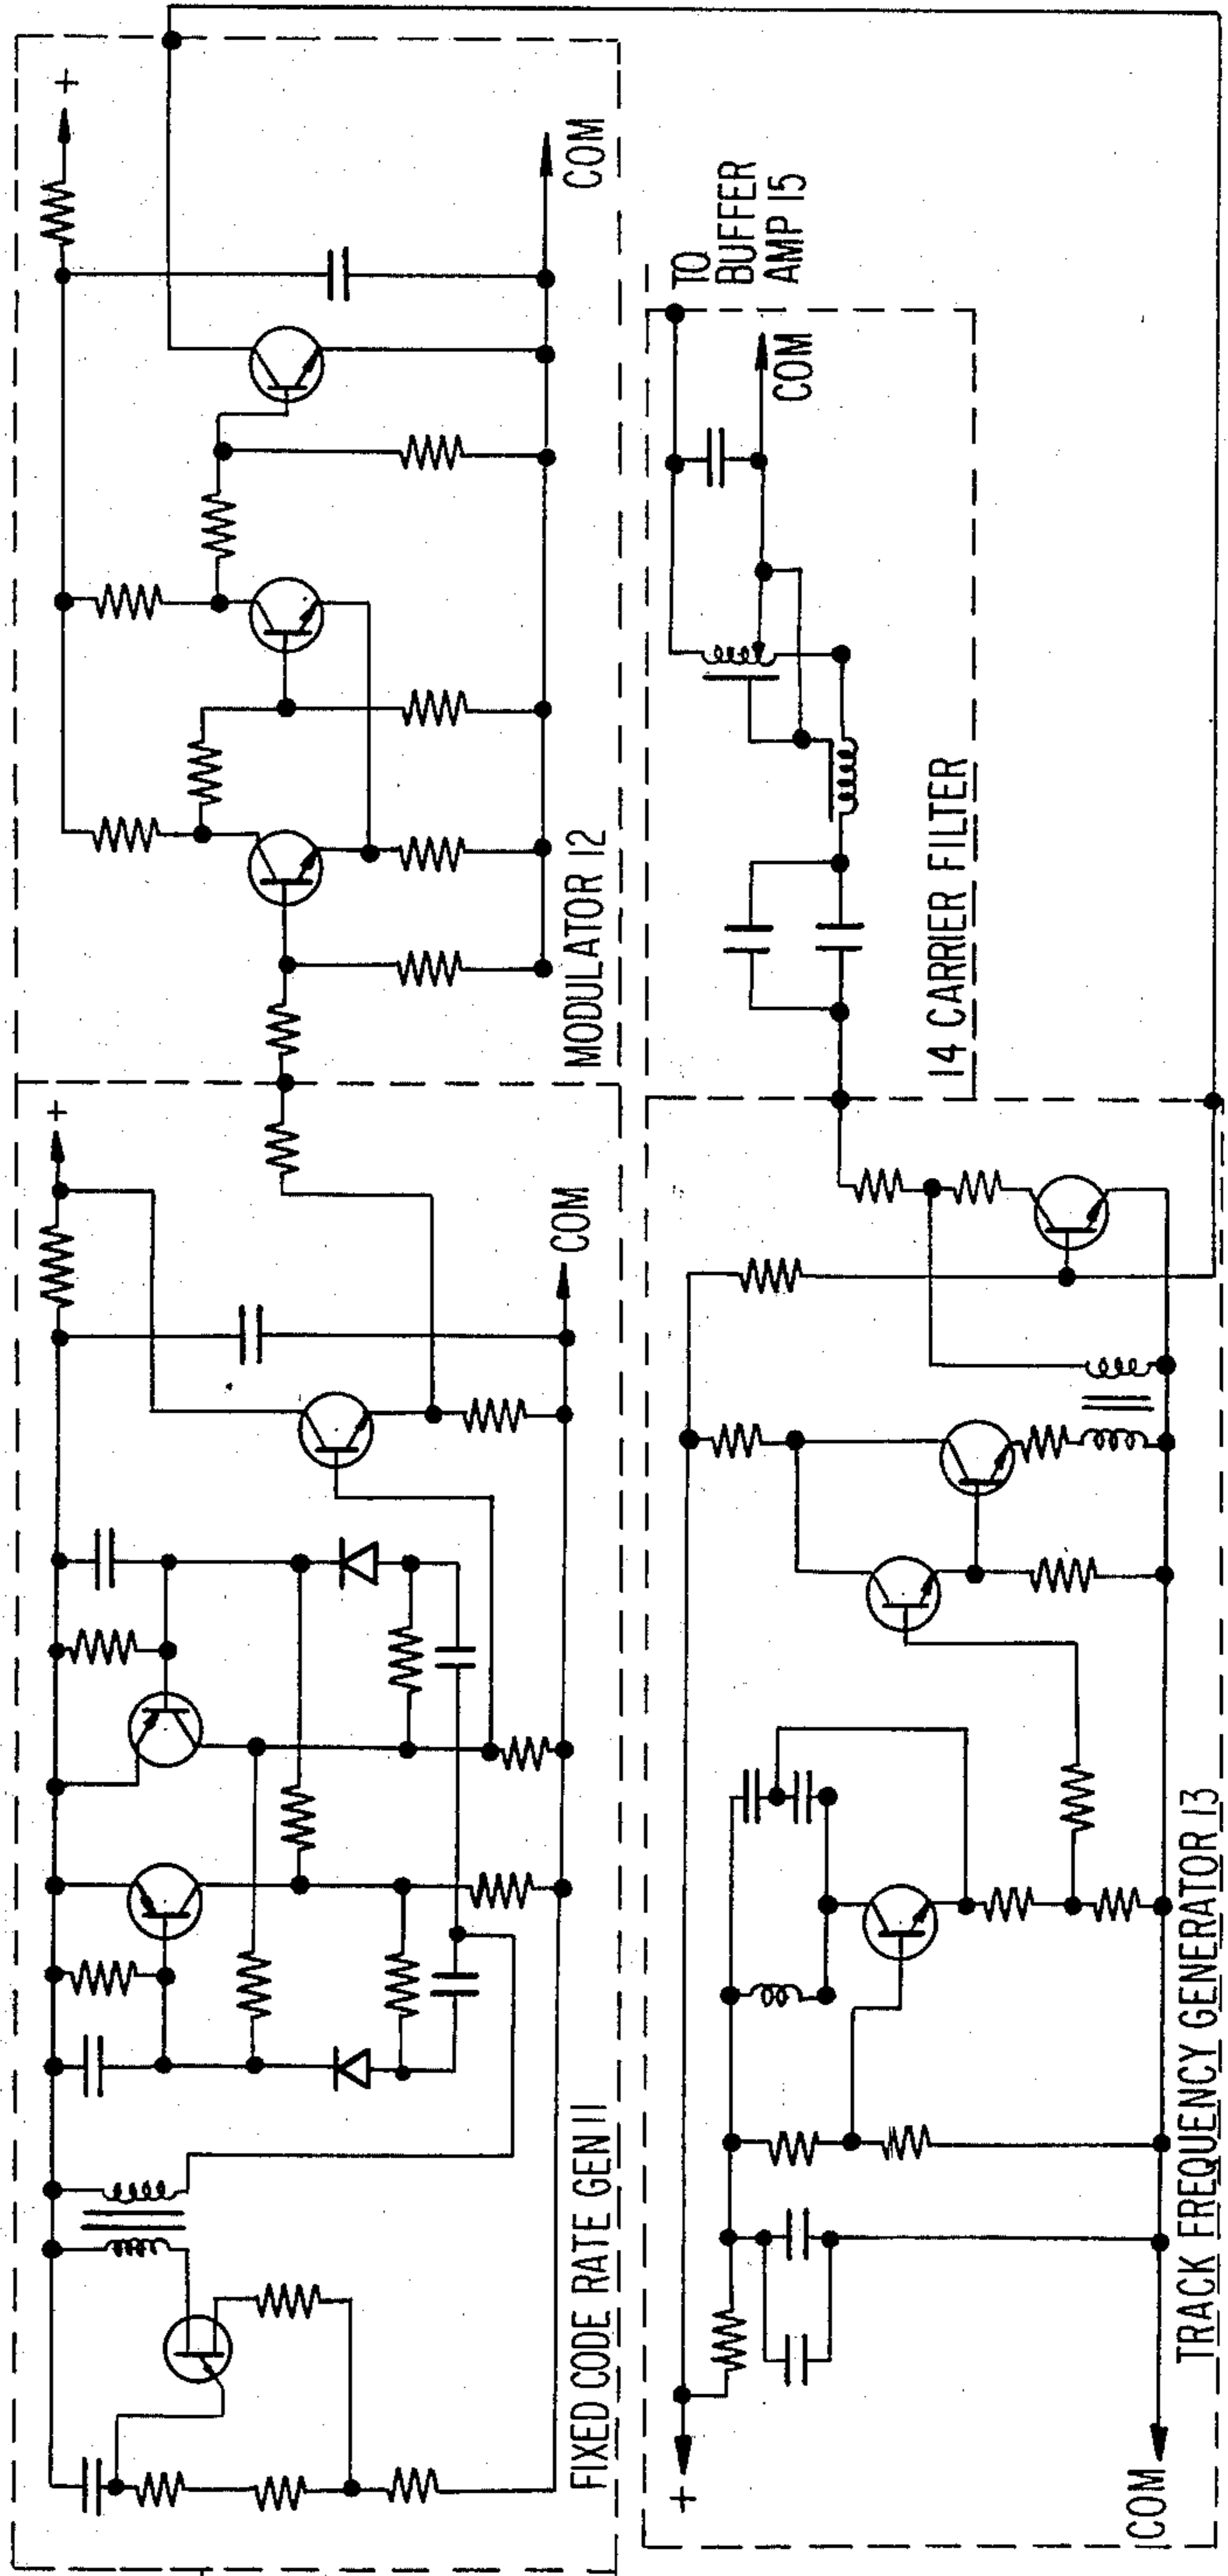 +
COM
MODULATOR 12
+
COM
FIXED CODE RATE GEN 11
TO
BUFFER
AMP 15
COM
14 CARRIER FILTER
+
COM
TRACK FREQUENCY GENERATOR 13